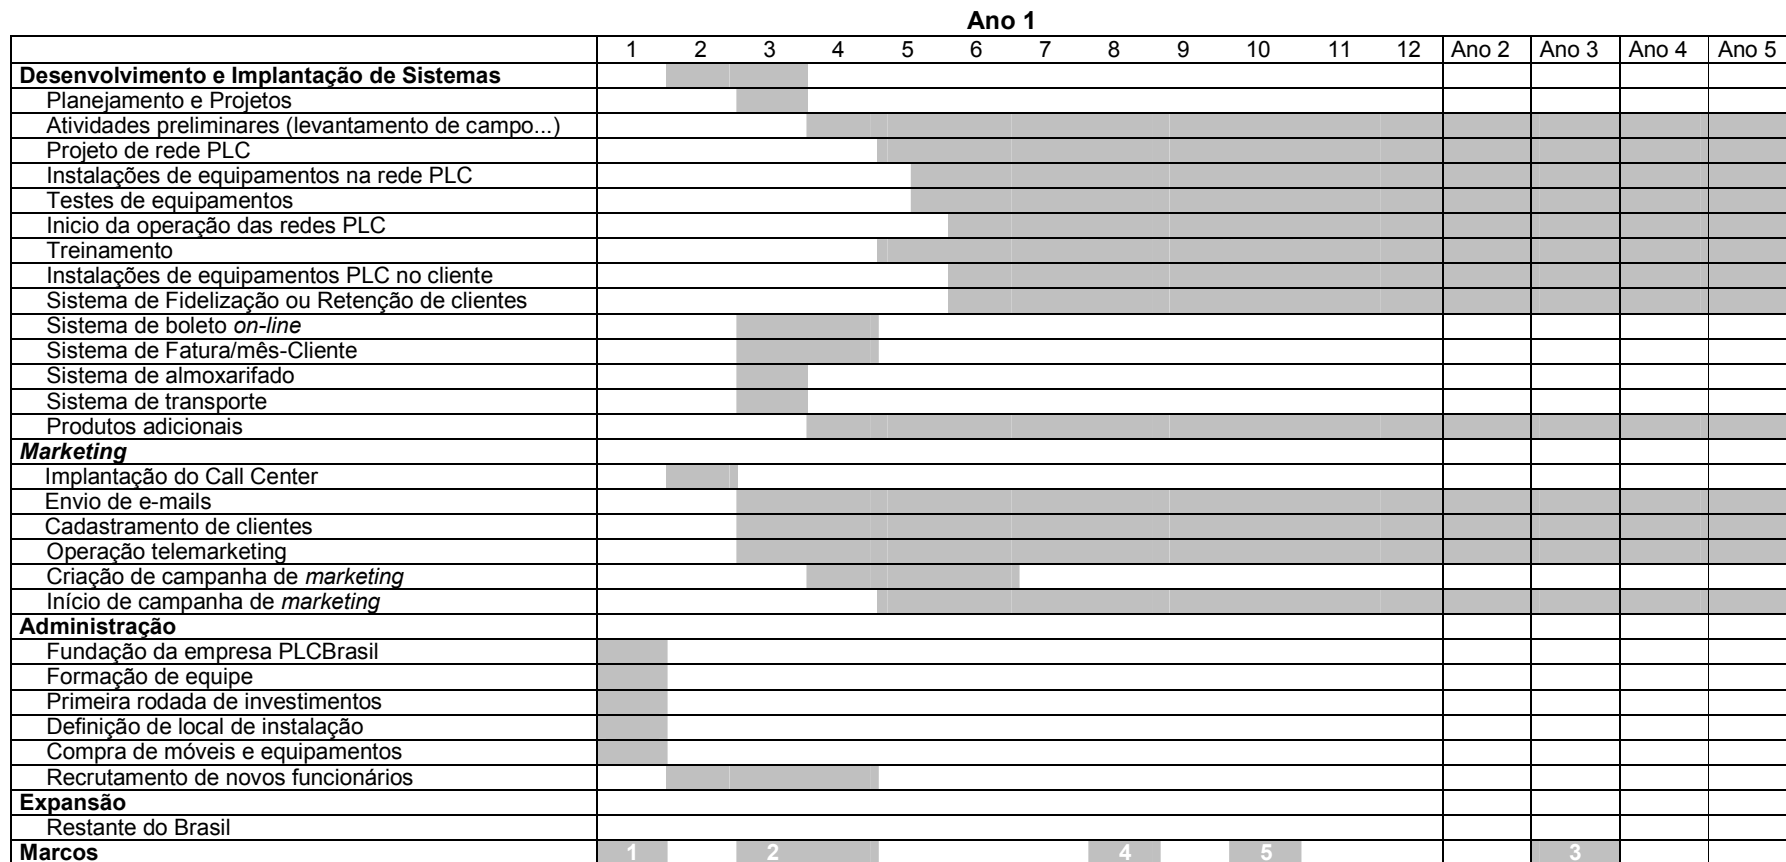 Ano 1
1 2 3 4 5 6 7 8 9 10 11 12 Ano 2 Ano 3 Ano 4 Ano 5
Desenvolvimento e Implantação de Sistemas
Planejamento e Projetos
Atividades preliminares (levantamento de campo...)
Projeto de rede PLC
Instalações de equipamentos na rede PLC
Testes de equipamentos
Inicio da operação das redes PLC
Treinamento
Instalações de equipamentos PLC no cliente
Sistema de Fidelização ou Retenção de clientes
Sistema de boleto on-line
Sistema de Fatura/mês-Cliente
Sistema de almoxarifado
Sistema de transporte
Produtos adicionais
Marketing
Implantação do Call Center
Envio de e-mails
Cadastramento de clientes
Operação telemarketing
Criação de campanha de marketing
Início de campanha de marketing
Administração
Fundação da empresa PLCBrasil
Formação de equipe
Primeira rodada de investimentos
Definição de local de instalação
Compra de móveis e equipamentos
Recrutamento de novos funcionários
Expansão
Restante do Brasil
Marcos 1 2 4 5 3